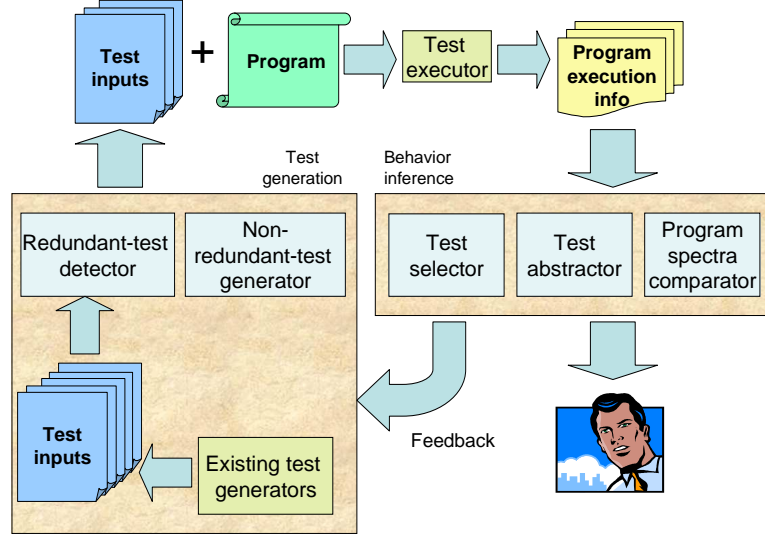 Test
inputs
+
Program
Test
executor
Program
execution
info
Test
generation
Behavior
inference
Redundant-test
detector
Non-
redundant-test
generator
Test
selector
Test
abstractor
Program
spectra
comparator
Test
inputs
Existing test
generators
Feedback